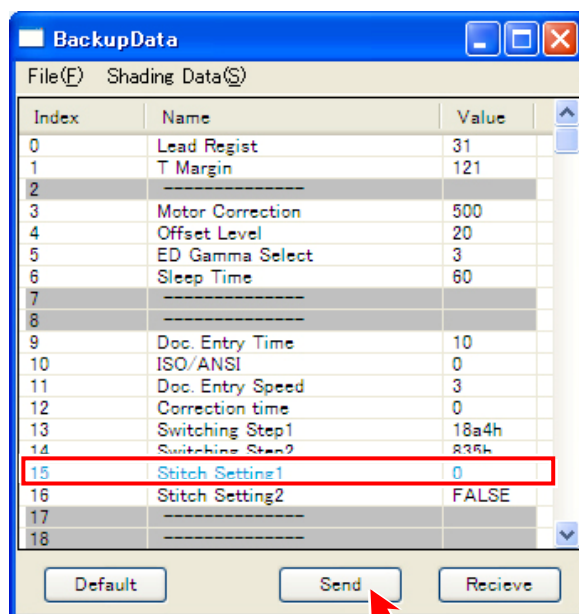 BackupData
File(F) Shading Data(S)
Index Name Value
0 Lead Regist 31
1 T Margin 121
2 --------------
3 Motor Correction 500
4 Offset Level 20
5 ED Gamma Select 3
6 Sleep Time 60
7 --------------
8 --------------
9 Doc. Entry Time 10
10 ISO/ANSI 0
11 Doc. Entry Speed 3
12 Correction time 0
13 Switching Step1 18a4h
14 Switching Step2 835h
15 Stitch Setting1 0
16 Stitch Setting2 FALSE
17 --------------
18 --------------
Default Send Recieve